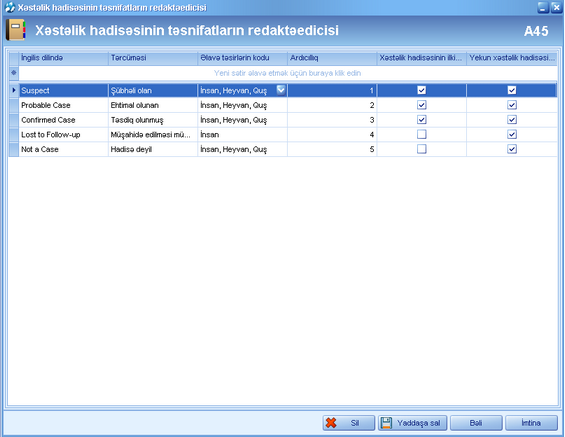 Xəstəlik hadisəsinin təsnifatların redaktəedicisi
Xəstəlik hadisəsinin təsnifatların redaktəedicisi A45
İngilis dilində Tərcüməsi Əlavə təsirlərin kodu Ardıcıllıq Xəstəlik hadisəsinin ilki... Yekun xəstəlik hadisəsi...
Yeni sətir əlavə etmək üçün buraya klik edin
Suspect Şübhəli olan İnsan, Heyvan, Quş 1
Probable Case Ehtimal olunan İnsan, Heyvan, Quş 2
Confirmed Case Təsdiq olunmuş İnsan, Heyvan, Quş 3
Lost to Follow-up Müşahidə edilməsi mü... İnsan 4
Not a Case Hadisə deyil İnsan, Heyvan, Quş 5
Sil Yaddaşa sal Bəli İmtina